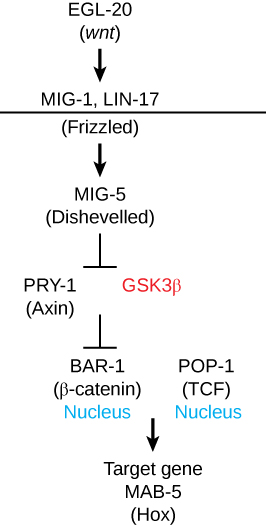 EGL-20
(wnt)
MIG-1, LIN-17
(Frizzled)
MIG-5
(Dishevelled)
PRY-1 GSK3β
(Axin)
BAR-1 POP-1
(β-catenin) (TCF)
Nucleus Nucleus
Target gene
MAB-5
(Hox)